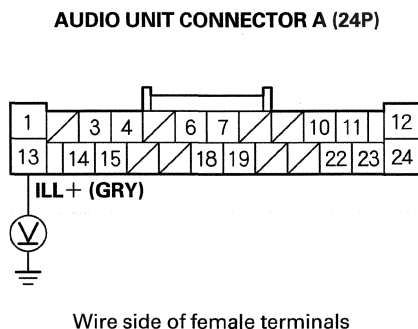 AUDIO UNIT CONNECTOR A (24P)
1 3 4 6 7 10 11 12
13 14 15 18 19 22 23 24
ILL+ (GRY)
V
Wire side of female terminals